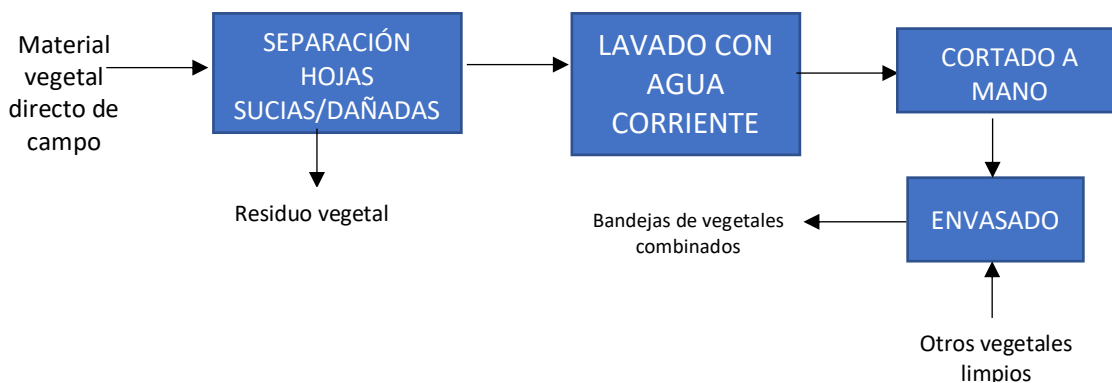 Material
vegetal
directo de
campo
SEPARACIÓN
HOJAS
SUCIAS/DAÑADAS
Residuo vegetal
LAVADO CON
AGUA
CORRIENTE
CORTADO A
MANO
ENVASADO
Bandejas de vegetales
combinados
Otros vegetales
limpios